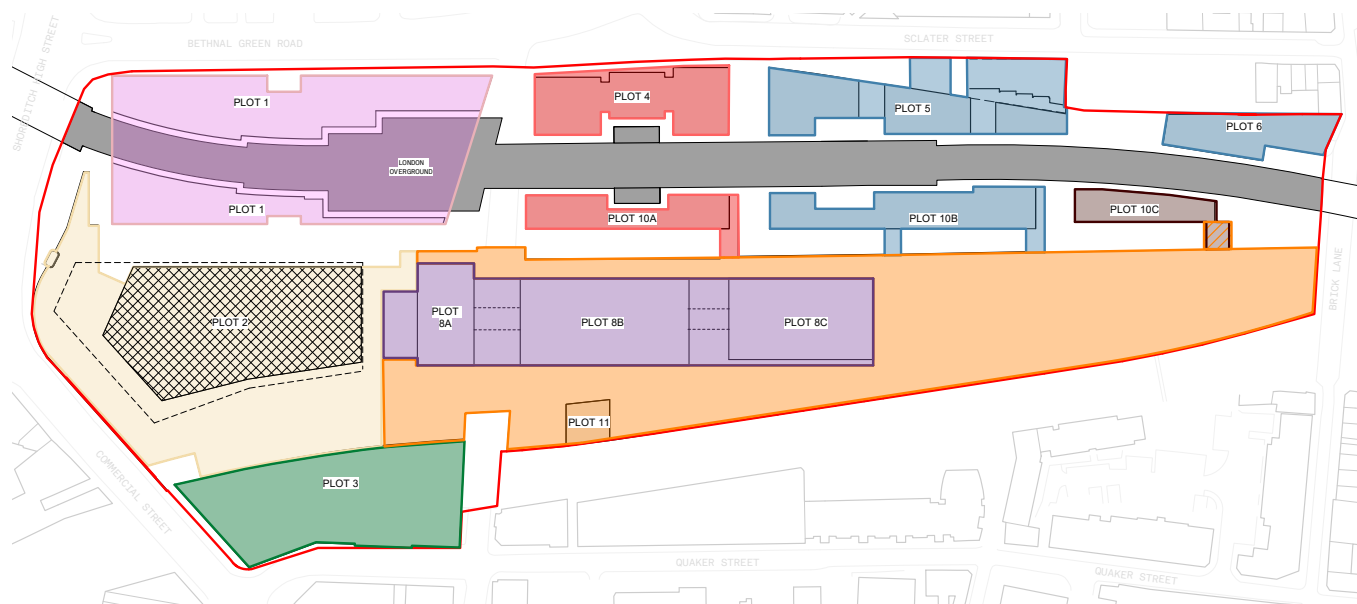 BETHNAL GREEN ROAD
SCLATER STREET
SHOREDITCH HIGH STREET
PLOT 1
PLOT 4
PLOT 5
PLOT 6
LONDON
OVERGROUND
PLOT 1
PLOT 10A
PLOT 10B
PLOT 10C
BRICK LANE
PLOT 2
PLOT
8A
PLOT 8B
PLOT 8C
PLOT 11
COMMERCIAL STREET
PLOT 3
QUAKER STREET
QUAKER STREET